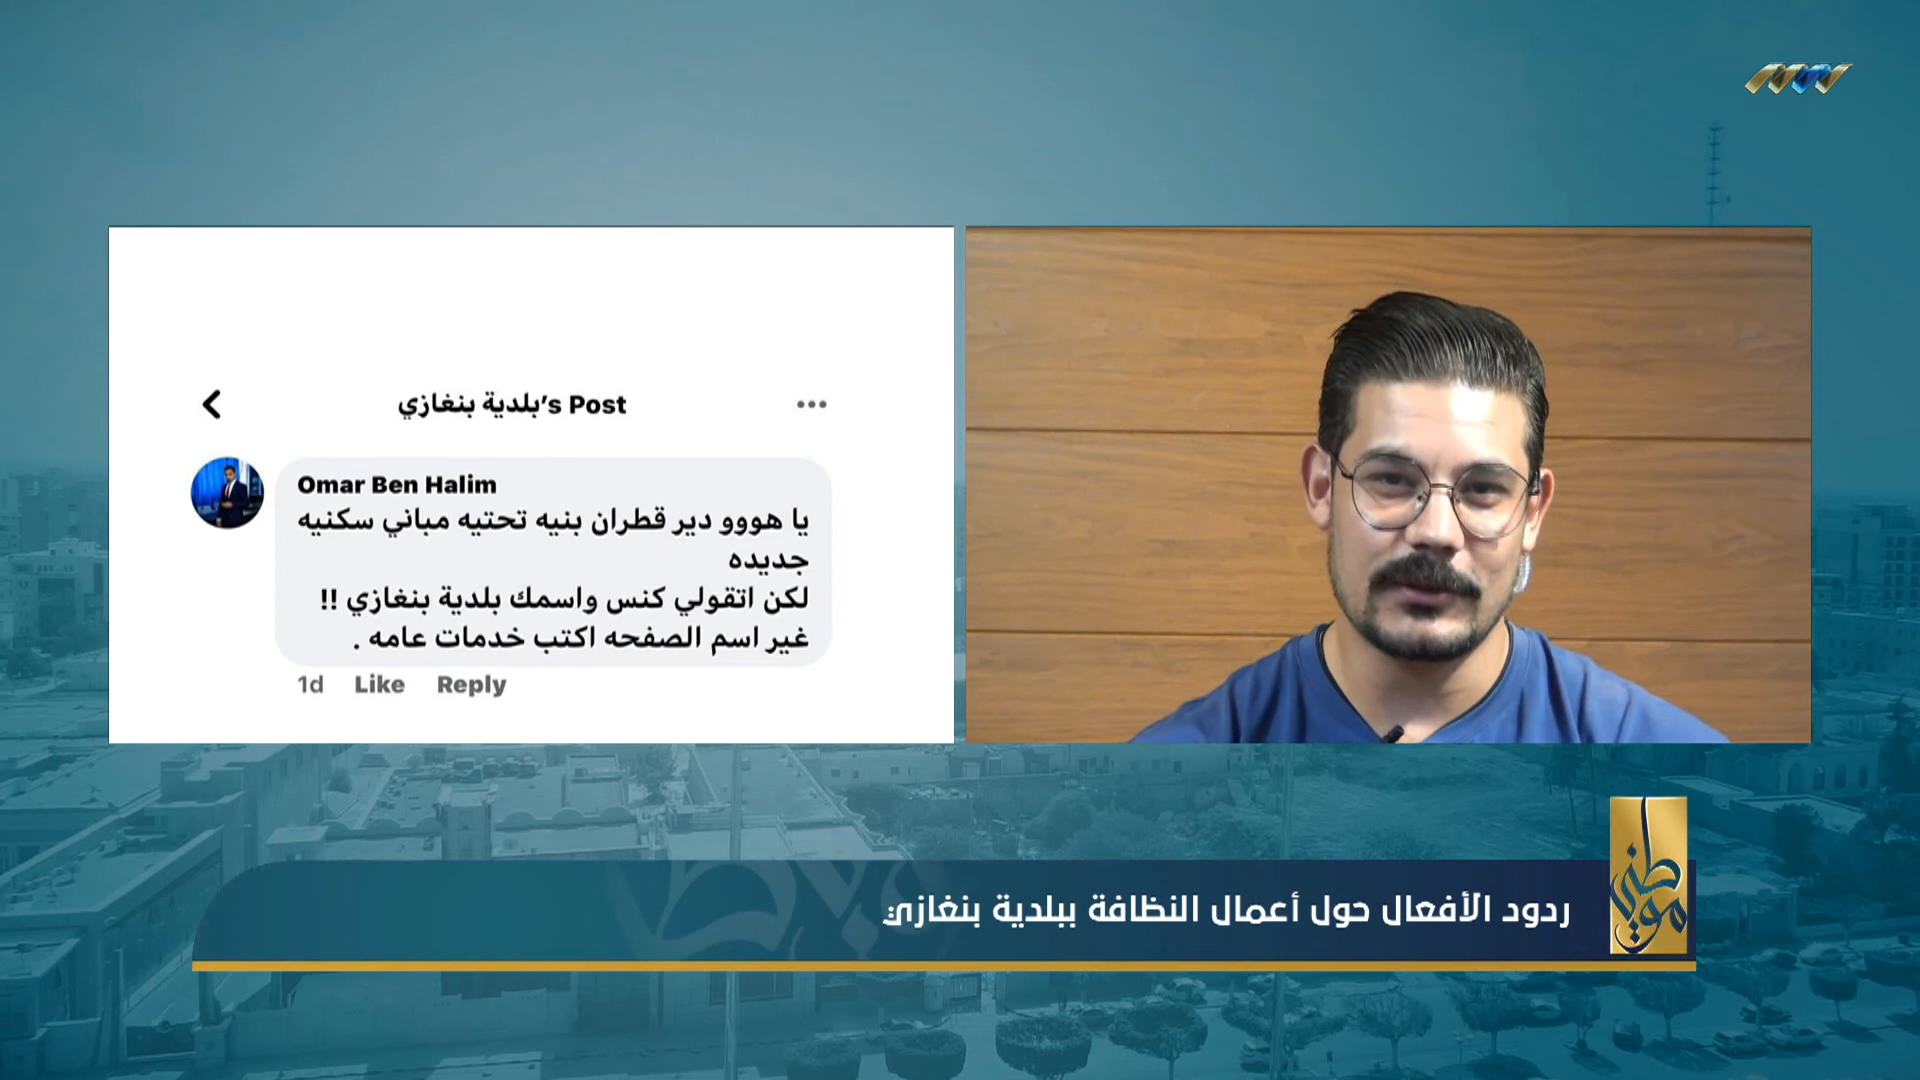 بلدية بنغازي's Post
Omar Ben Halim
يا هووو دير قطران بنيه تحتيه مباني سكنيه
جديده
لكن اتقولي كنس واسمك بلدية بنغازي !!
غير اسم الصفحه اكتب خدمات عامه .
1d Like Reply
ردود الأفعال حول أعمال النظافة ببلدية بنغازي
موطني